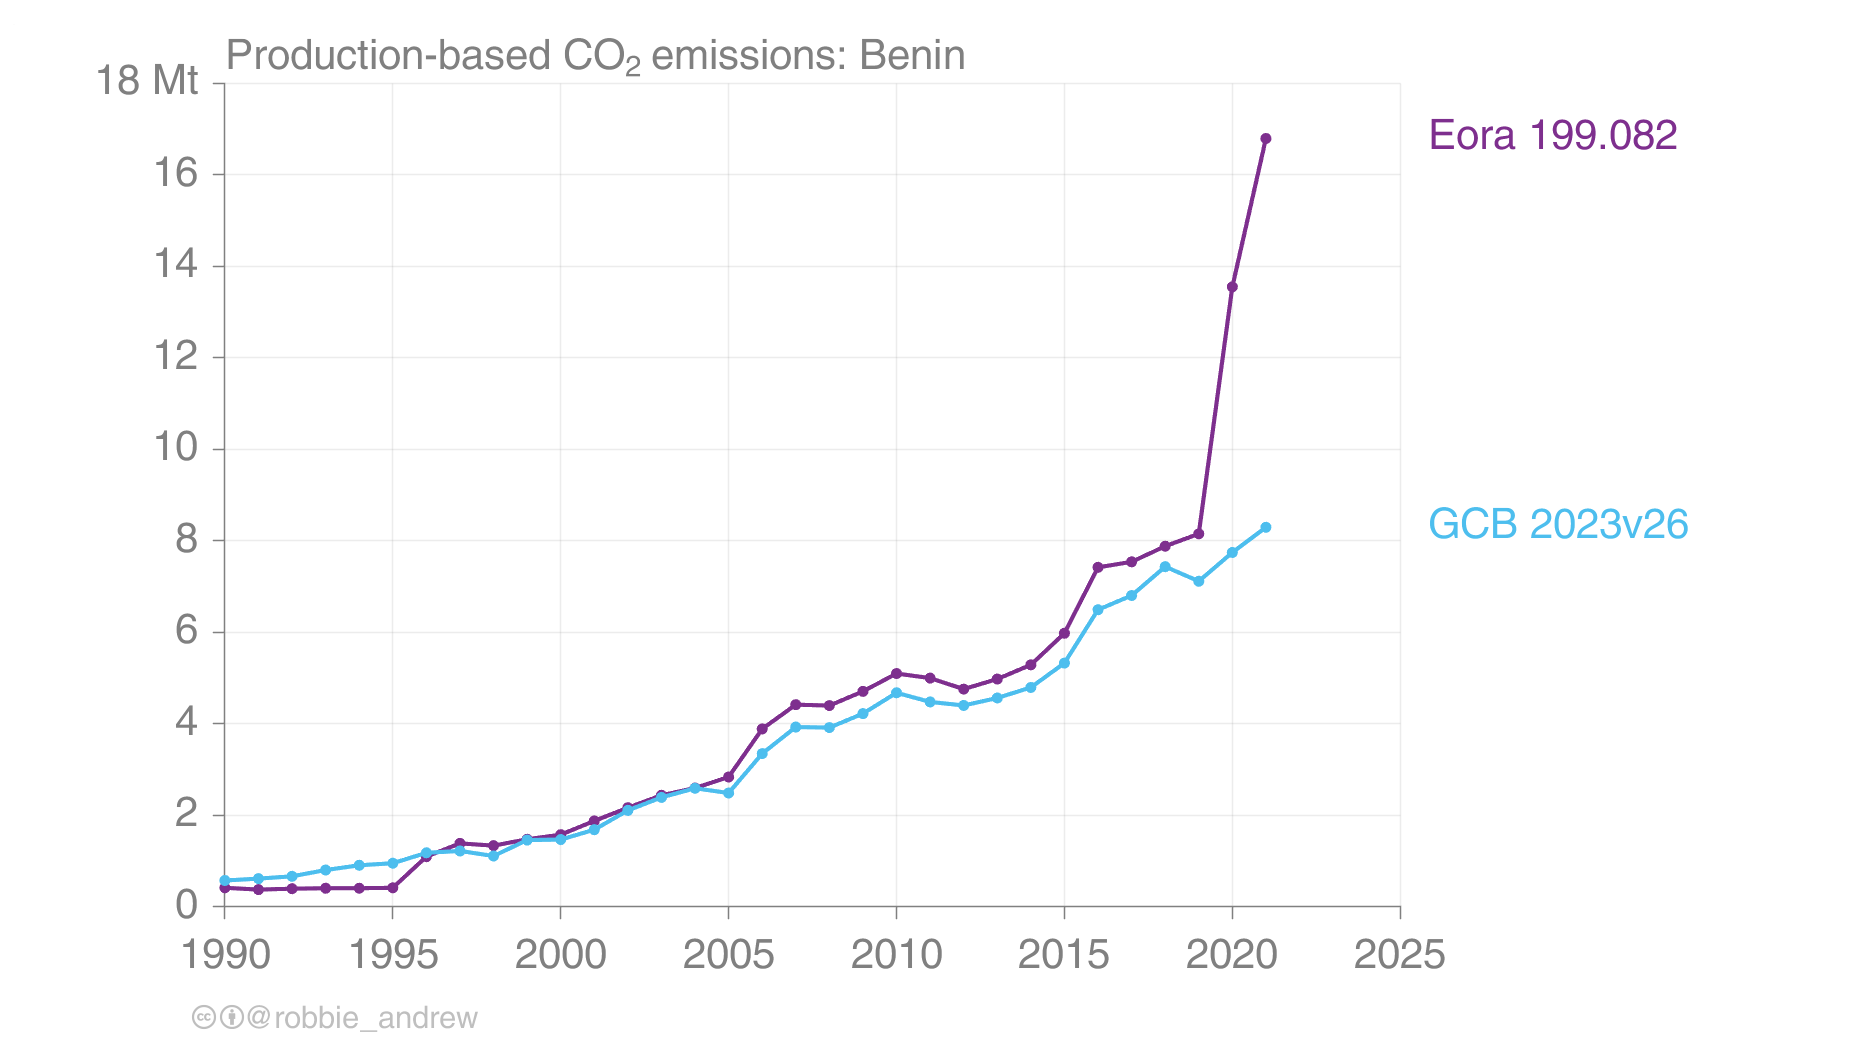 Production-based CO₂ emissions: Benin
18 Mt
16
14
12
10
8
6
4
2
0
1990 1995 2000 2005 2010 2015 2020 2025
Eora 199.082
GCB 2023v26
@robbie_andrew